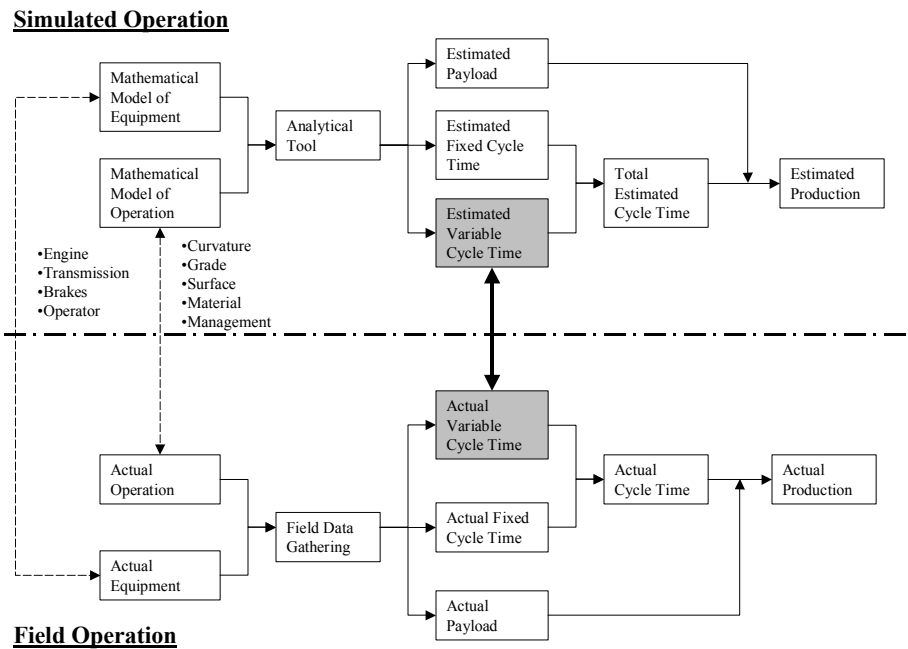 Simulated Operation
Mathematical
Model of
Equipment
Mathematical
Model of
Operation
Analytical
Tool
Estimated
Payload
Estimated
Fixed Cycle
Time
Estimated
Variable
Cycle Time
Total
Estimated
Cycle Time
Estimated
Production
•Engine
•Transmission
•Brakes
•Operator
•Curvature
•Grade
•Surface
•Material
•Management
Actual
Operation
Actual
Equipment
Field Data
Gathering
Actual
Variable
Cycle Time
Actual Fixed
Cycle Time
Actual
Payload
Actual
Cycle Time
Actual
Production
Field Operation